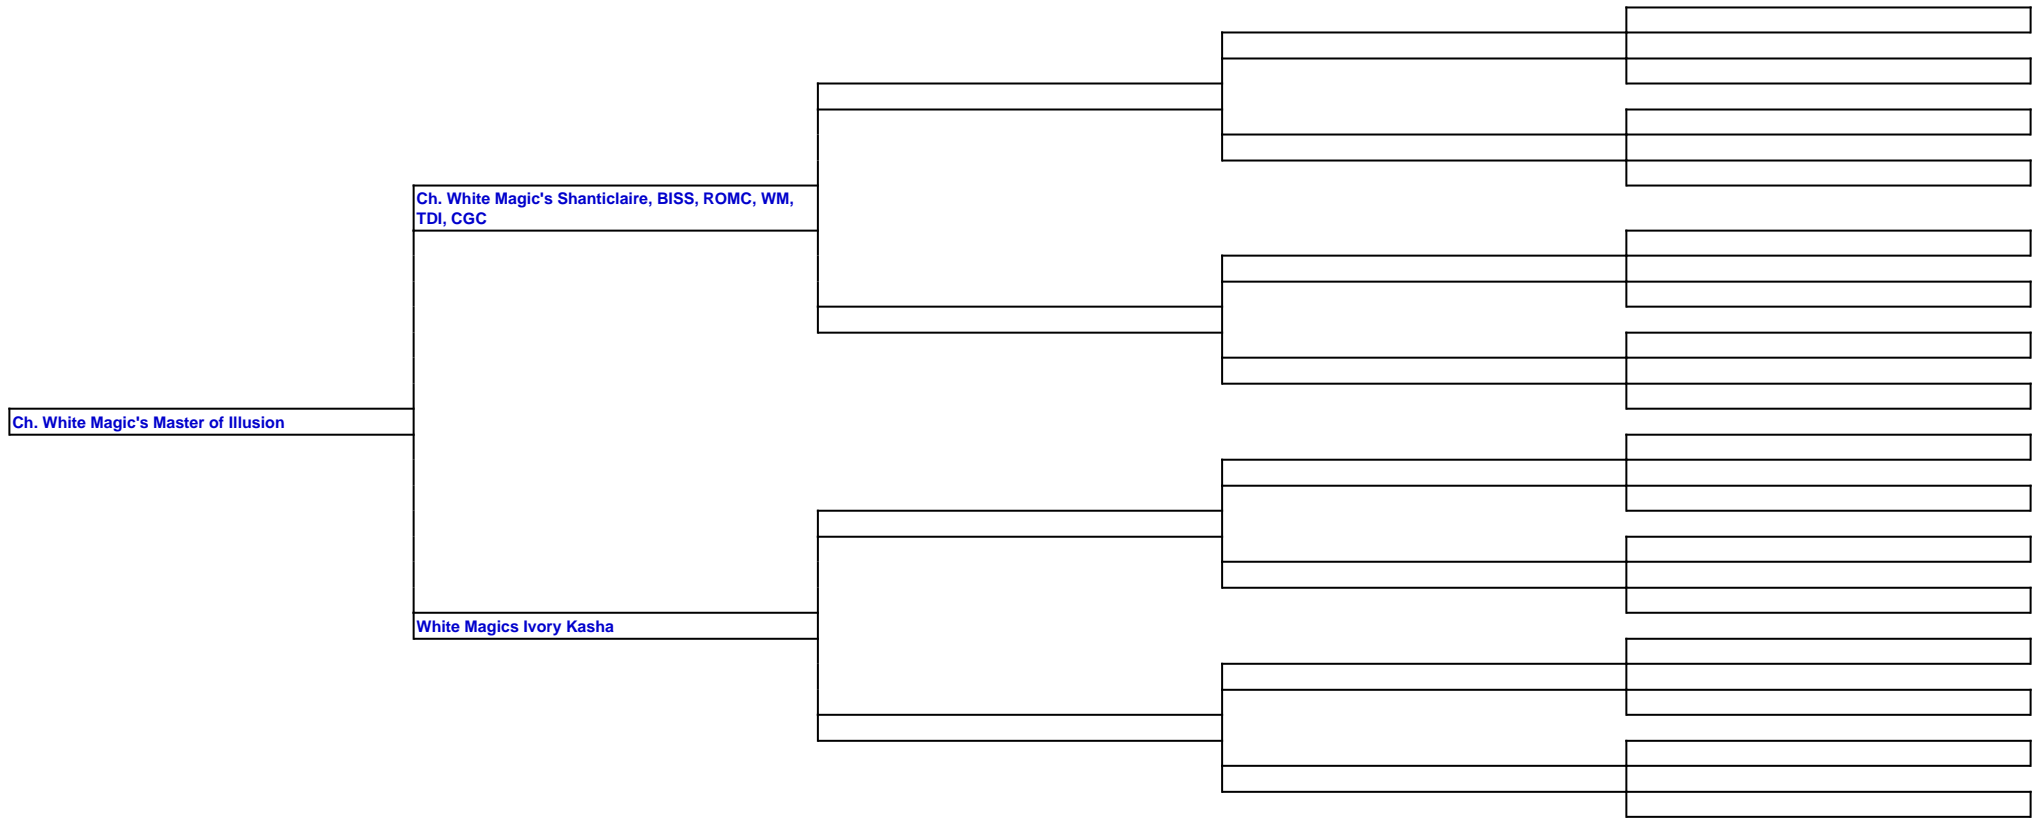 Ch. White Magic's Shanticlaire, BISS, ROMC, WM,
TDI, CGC
Ch. White Magic's Master of Illusion
White Magics Ivory Kasha